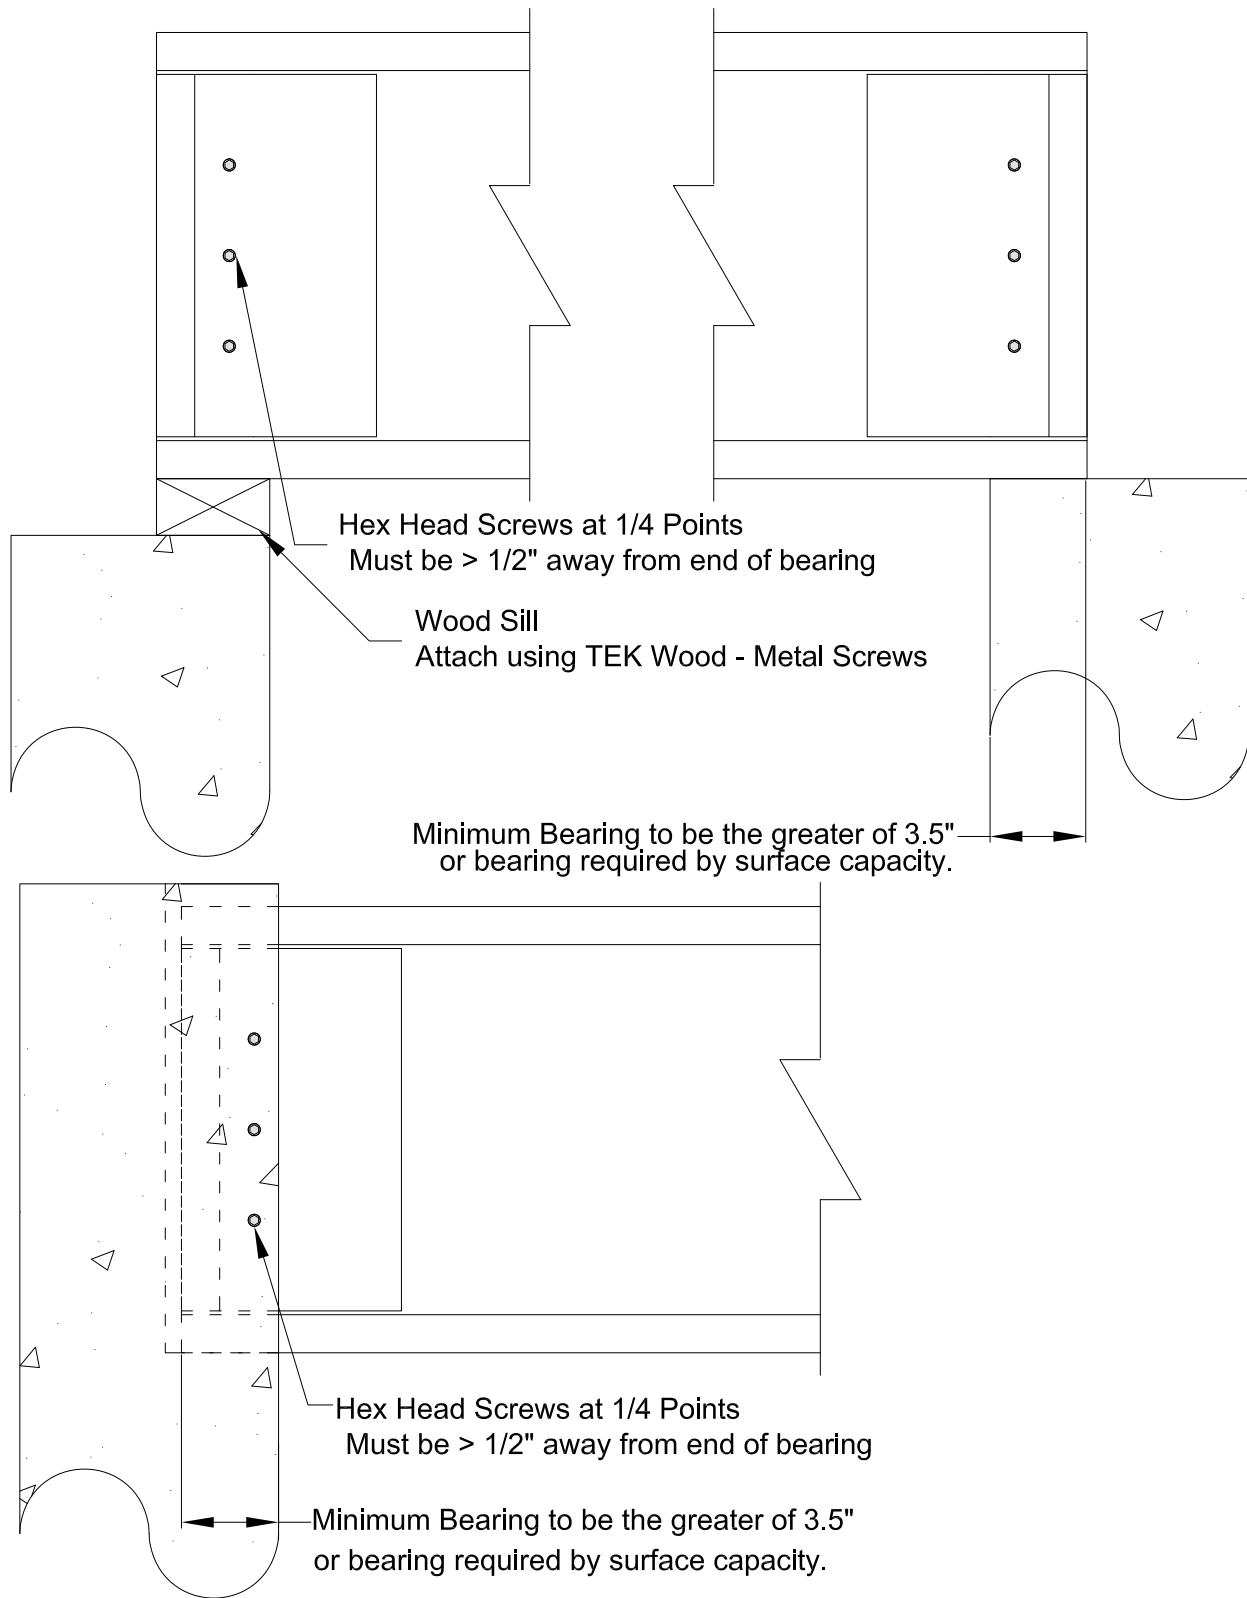 Hex Head Screws at 1/4 Points
Must be > 1/2" away from end of bearing
Wood Sill
Attach using TEK Wood - Metal Screws
Minimum Bearing to be the greater of 3.5"
or bearing required by surface capacity.
Hex Head Screws at 1/4 Points
Must be > 1/2" away from end of bearing
Minimum Bearing to be the greater of 3.5"
or bearing required by surface capacity.